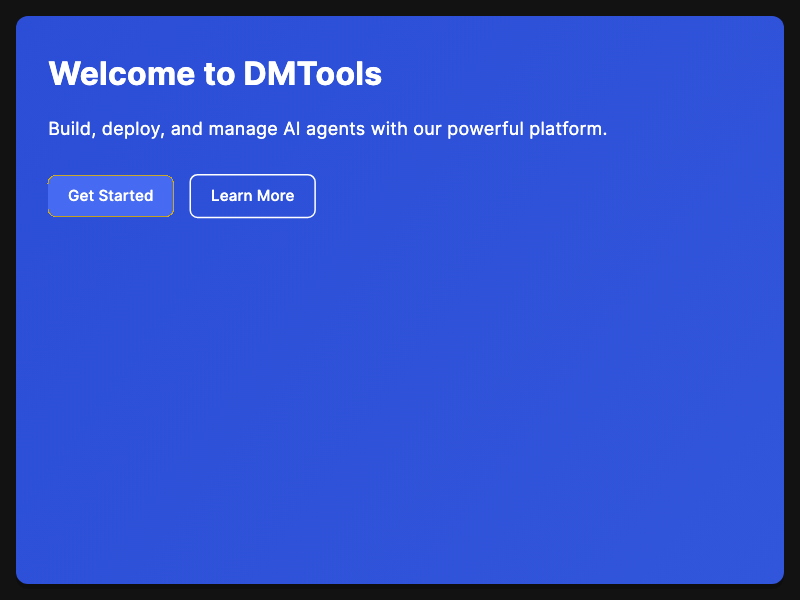 Welcome to DMTools
Build, deploy, and manage AI agents with our powerful platform.
Get Started
Learn More